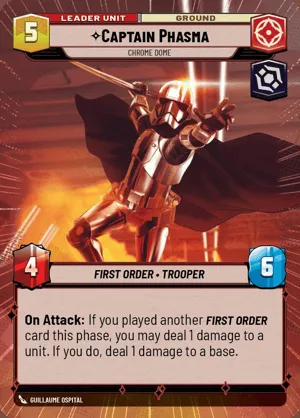 5
LEADER UNIT
GROUND
✧CAPTAIN PHASMA
CHROME DOME
4
FIRST ORDER • TROOPER
6
On Attack: If you played another FIRST ORDER
card this phase, you may deal 1 damage to a
unit. If you do, deal 1 damage to a base.
GUILLAUME OSPITAL